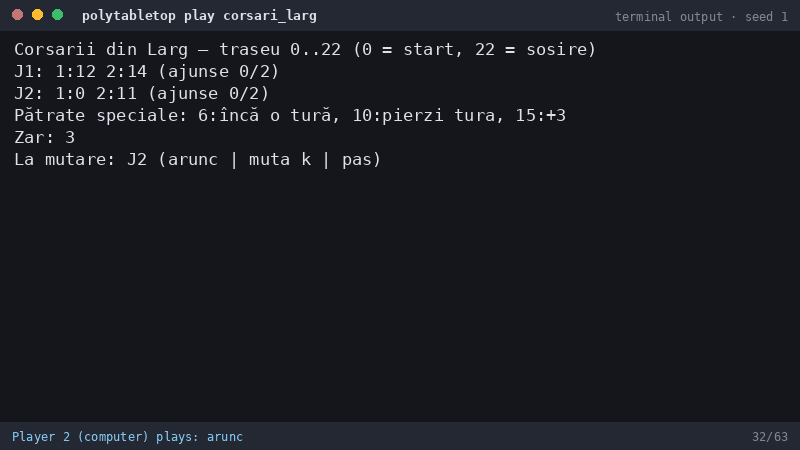 polytabletop play corsari_larg
terminal output · seed 1
Corsarii din Larg — traseu 0..22 (0 = start, 22 = sosire)
J1: 1:12 2:14 (ajunse 0/2)
J2: 1:0 2:11 (ajunse 0/2)
Pătrate speciale: 6:încă o tură, 10:pierzi tura, 15:+3
Zar: 3
La mutare: J2 (arunc | muta k | pas)
Player 2 (computer) plays: arunc
32/63